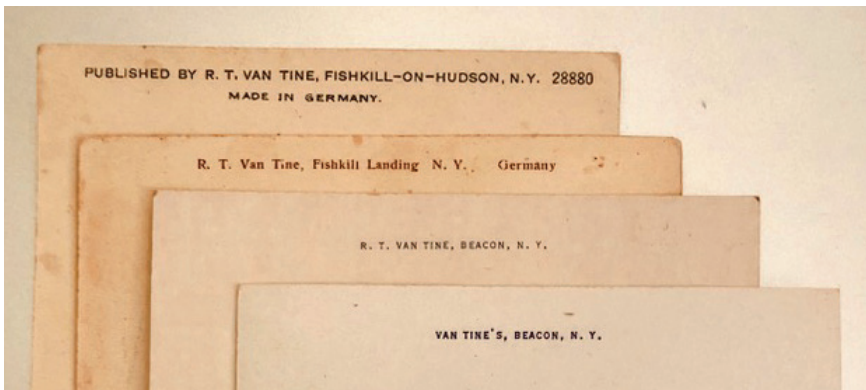 PUBLISHED BY R. T. VAN TINE, FISHKILL-ON-HUDSON, N.Y. 28880
MADE IN GERMANY.
R. T. Van Tine, Fishkill Landing N. Y. Germany
R. T. VAN TINE, BEACON, N. Y.
VAN TINE'S, BEACON, N. Y.